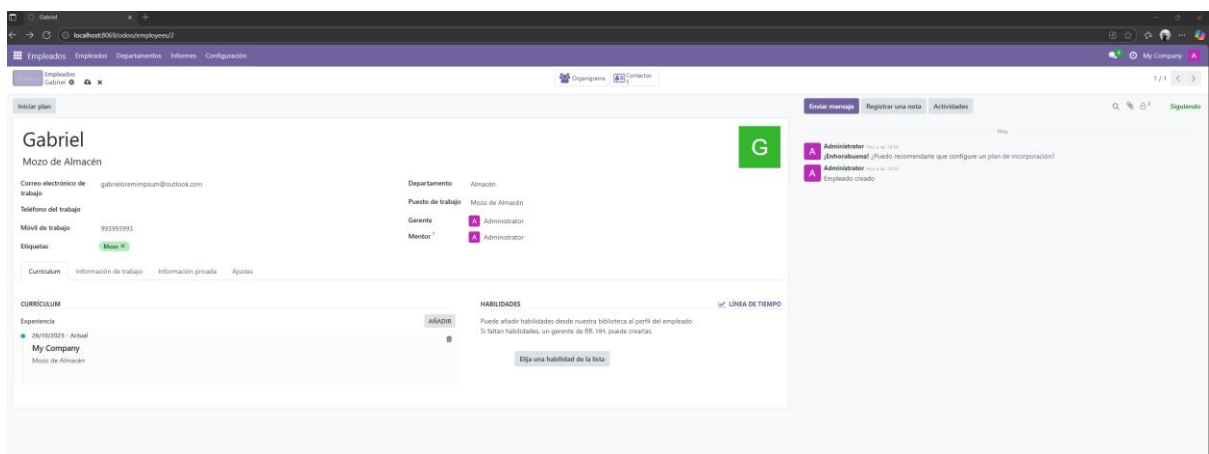 Gabriel
localhost:8069/odoo/employees/2
Empleados Empleados Departamentos Informes Configuración
My Company A
Empleados
Gabriel
Organigrama
Contactos
1
1 / 1
Iniciar plan
Enviar mensaje Registrar una nota Actividades
2 Siguiendo
Gabriel
G
Mozo de Almacén
Correo electrónico de trabajo gabrielloremimpsum@outlook.com
Teléfono del trabajo
Móvil de trabajo 993993993
Etiquetas Mozo ×
Departamento Almacén
Puesto de trabajo Mozo de Almacén
Gerente A Administrator
Mentor ? A Administrator
Currículum Información de trabajo Información privada Ajustes
CURRÍCULUM
Experiencia AÑADIR
26/10/2025 - Actual
My Company
Mozo de Almacén
HABILIDADES LÍNEA DE TIEMPO
Puede añadir habilidades desde nuestra biblioteca al perfil del empleado
Si faltan habilidades, un gerente de RR. HH. puede crearlas.
Elija una habilidad de la lista
Hoy
A Administrator
¡Enhorabuena! ¿Puedo recomendarle que configure un plan de incorporación?
A Administrator
Empleado creado